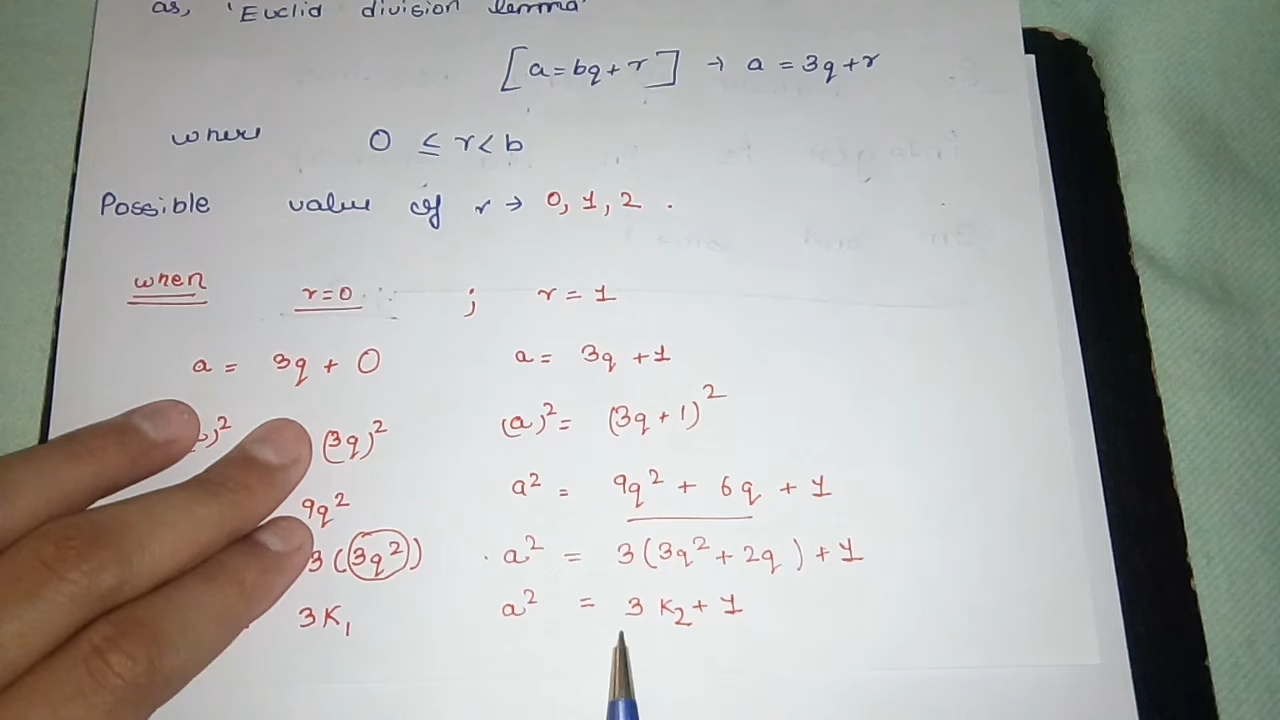 as, 'Euclid division lemma'
[a = bq + r] → a = 3q + r
where 0 ≤ r < b
Possible value of r → 0, 1, 2 .
when r = 0 ; r = 1
a = 3q + 0 a = 3q + 1
)² (3q)² (a)² = (3q + 1)²
9q² a² = 9q² + 6q + 1
3(3q²) a² = 3(3q² + 2q) + 1
3K₁ a² = 3K₂ + 1